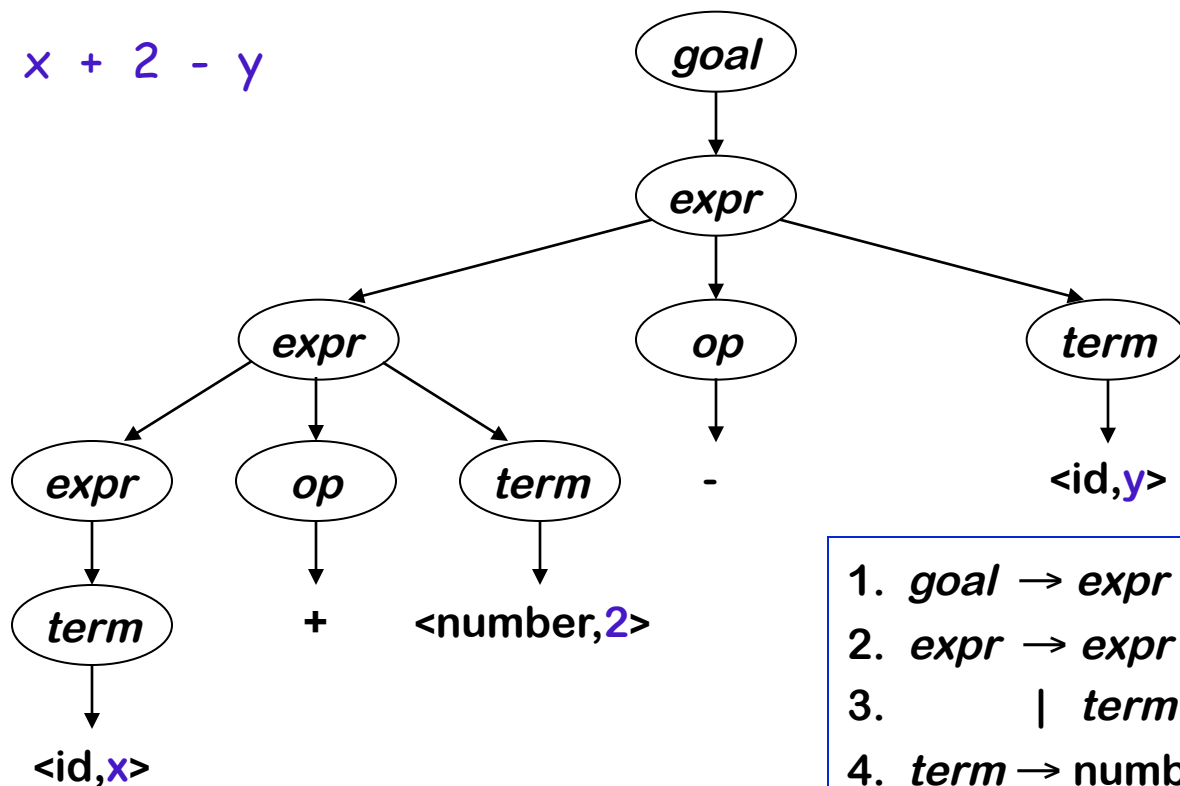 x + 2 - y
goal
expr
expr op term
expr op term - <id,y>
term + <number,2>
<id,x>
1. goal → expr
2. expr → expr
3. | term
4. term → numb